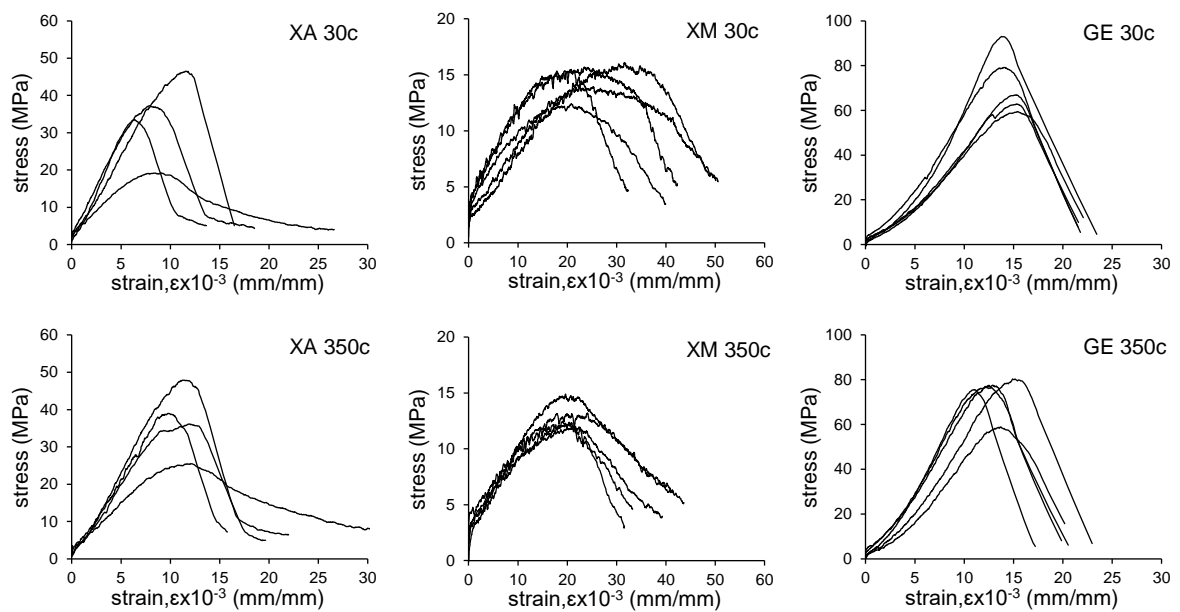 XA 30c
stress (MPa)
60
50
40
30
20
10
0
0 5 10 15 20 25 30
strain,εx10⁻³ (mm/mm)
XM 30c
stress (MPa)
20
15
10
5
0
0 10 20 30 40 50 60
strain,εx10⁻³ (mm/mm)
GE 30c
stress (MPa)
100
80
60
40
20
0
0 5 10 15 20 25 30
strain,εx10⁻³ (mm/mm)
XA 350c
stress (MPa)
60
50
40
30
20
10
0
0 5 10 15 20 25 30
strain,εx10⁻³ (mm/mm)
XM 350c
stress (MPa)
20
15
10
5
0
0 10 20 30 40 50 60
strain,εx10⁻³ (mm/mm)
GE 350c
stress (MPa)
100
80
60
40
20
0
0 5 10 15 20 25 30
strain,εx10⁻³ (mm/mm)